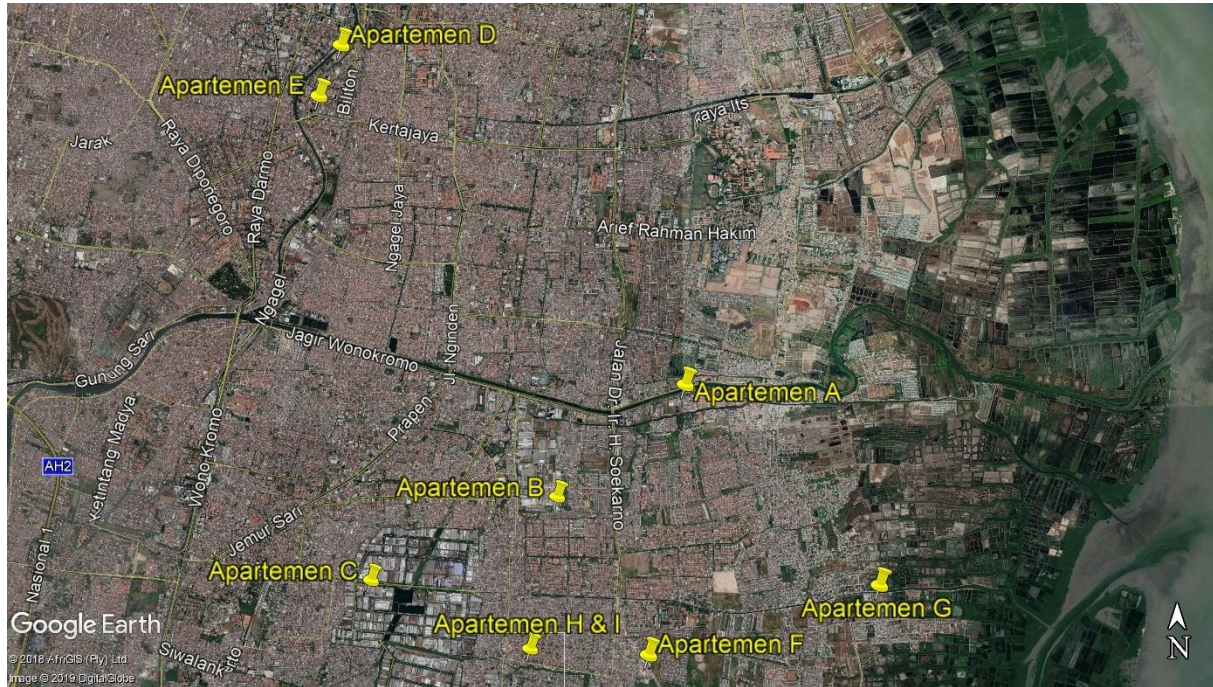 Apartemen D
Apartemen E
Biliton
Kertajaya
Raya Its
Jarak
Raya Diponegoro
Raya Darmo
Ngagel Jaya
Arief Rahman Hakim
Ngagel
Jagir Wonokromo
Gunung Sari
Jl. Nginden
Jalan Dr. Ir. H. Soekarno
Apartemen A
Prapen
Ketintang Madya
Wono Kromo
AH2
Apartemen B
Jemur Sari
Nasional 1
Apartemen C
Apartemen G
Apartemen H & I
Apartemen F
Google Earth
© 2018 AfriGIS (Pty) Ltd.
Image © 2019 DigitalGlobe
N